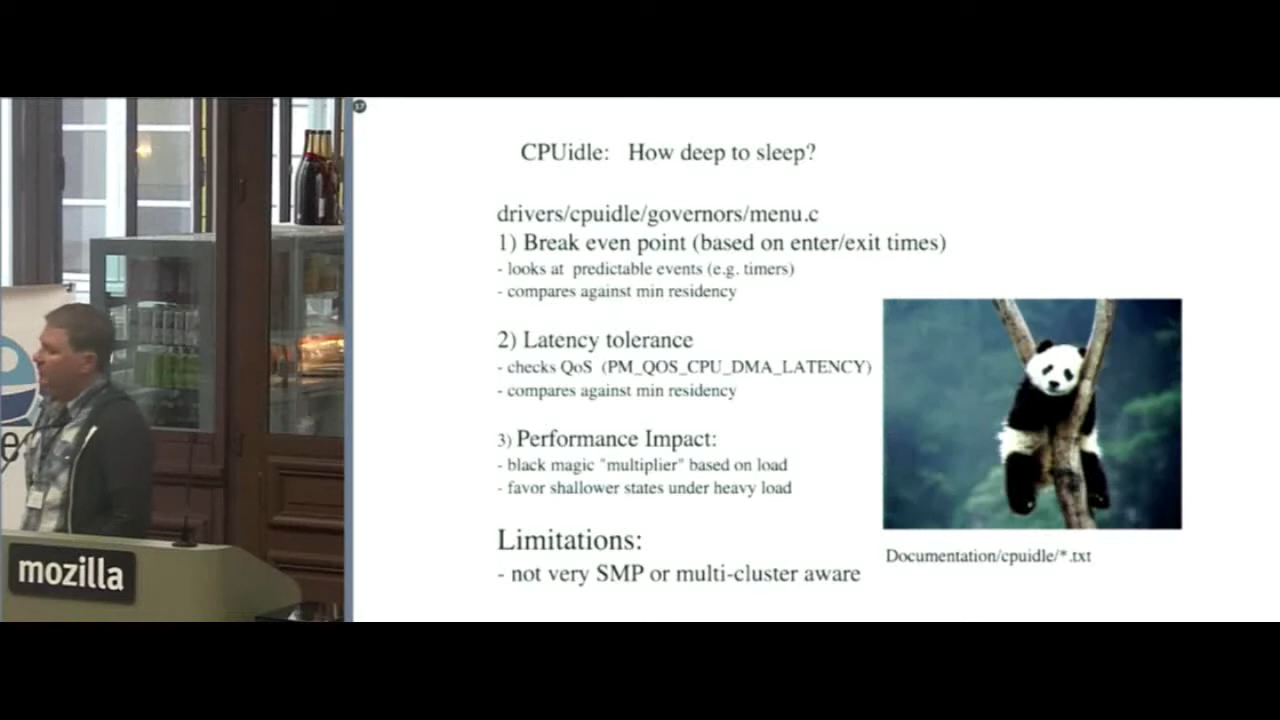 37
CPUidle: How deep to sleep?
drivers/cpuidle/governors/menu.c
1) Break even point (based on enter/exit times)
- looks at predictable events (e.g. timers)
- compares against min residency
2) Latency tolerance
- checks QoS (PM_QOS_CPU_DMA_LATENCY)
- compares against min residency
3) Performance Impact:
- black magic "multiplier" based on load
- favor shallower states under heavy load
Limitations:
- not very SMP or multi-cluster aware
Documentation/cpuidle/*.txt
mozilla